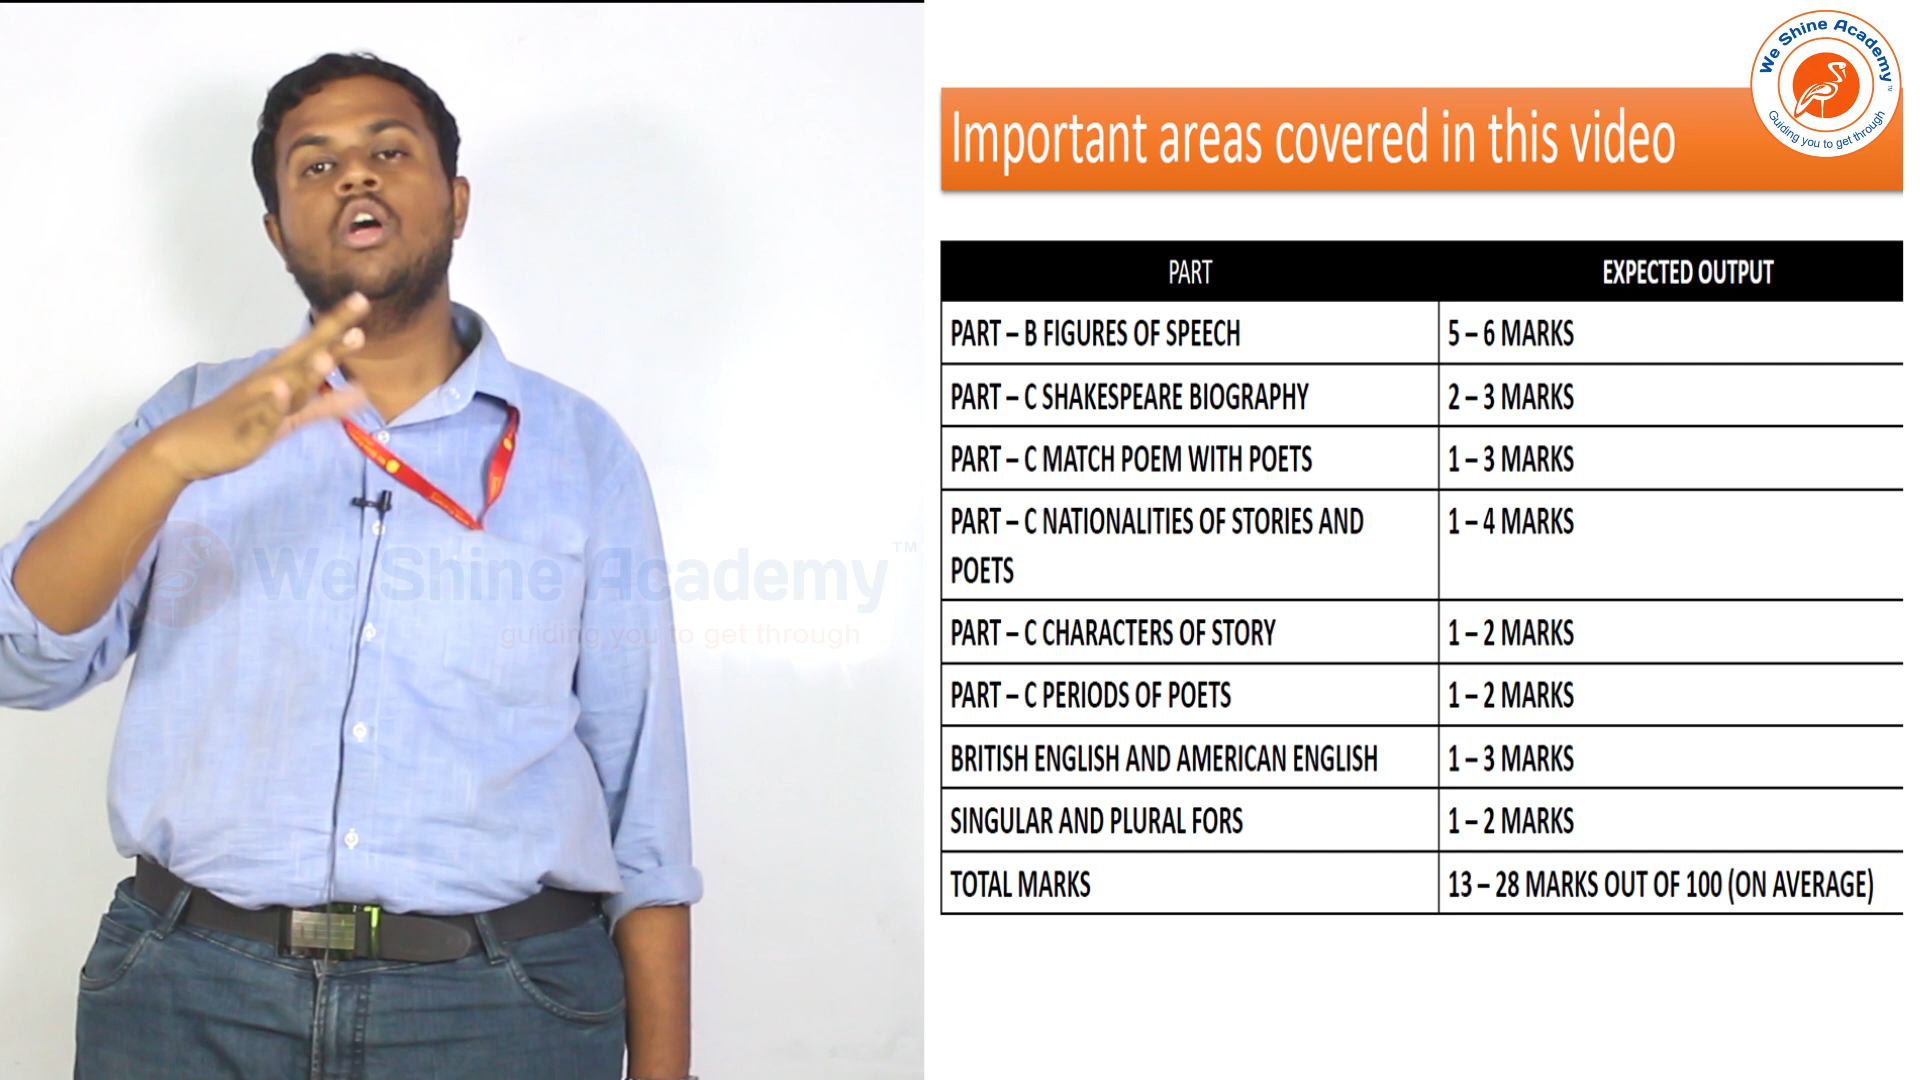 We Shine Academy
Guiding you to get through
TM
Important areas covered in this video
PART EXPECTED OUTPUT
PART – B FIGURES OF SPEECH 5 – 6 MARKS
PART – C SHAKESPEARE BIOGRAPHY 2 – 3 MARKS
PART – C MATCH POEM WITH POETS 1 – 3 MARKS
PART – C NATIONALITIES OF STORIES AND 1 – 4 MARKS
POETS
PART – C CHARACTERS OF STORY 1 – 2 MARKS
PART – C PERIODS OF POETS 1 – 2 MARKS
BRITISH ENGLISH AND AMERICAN ENGLISH 1 – 3 MARKS
SINGULAR AND PLURAL FORS 1 – 2 MARKS
TOTAL MARKS 13 – 28 MARKS OUT OF 100 (ON AVERAGE)
We Shine Academy TM
guiding you to get through